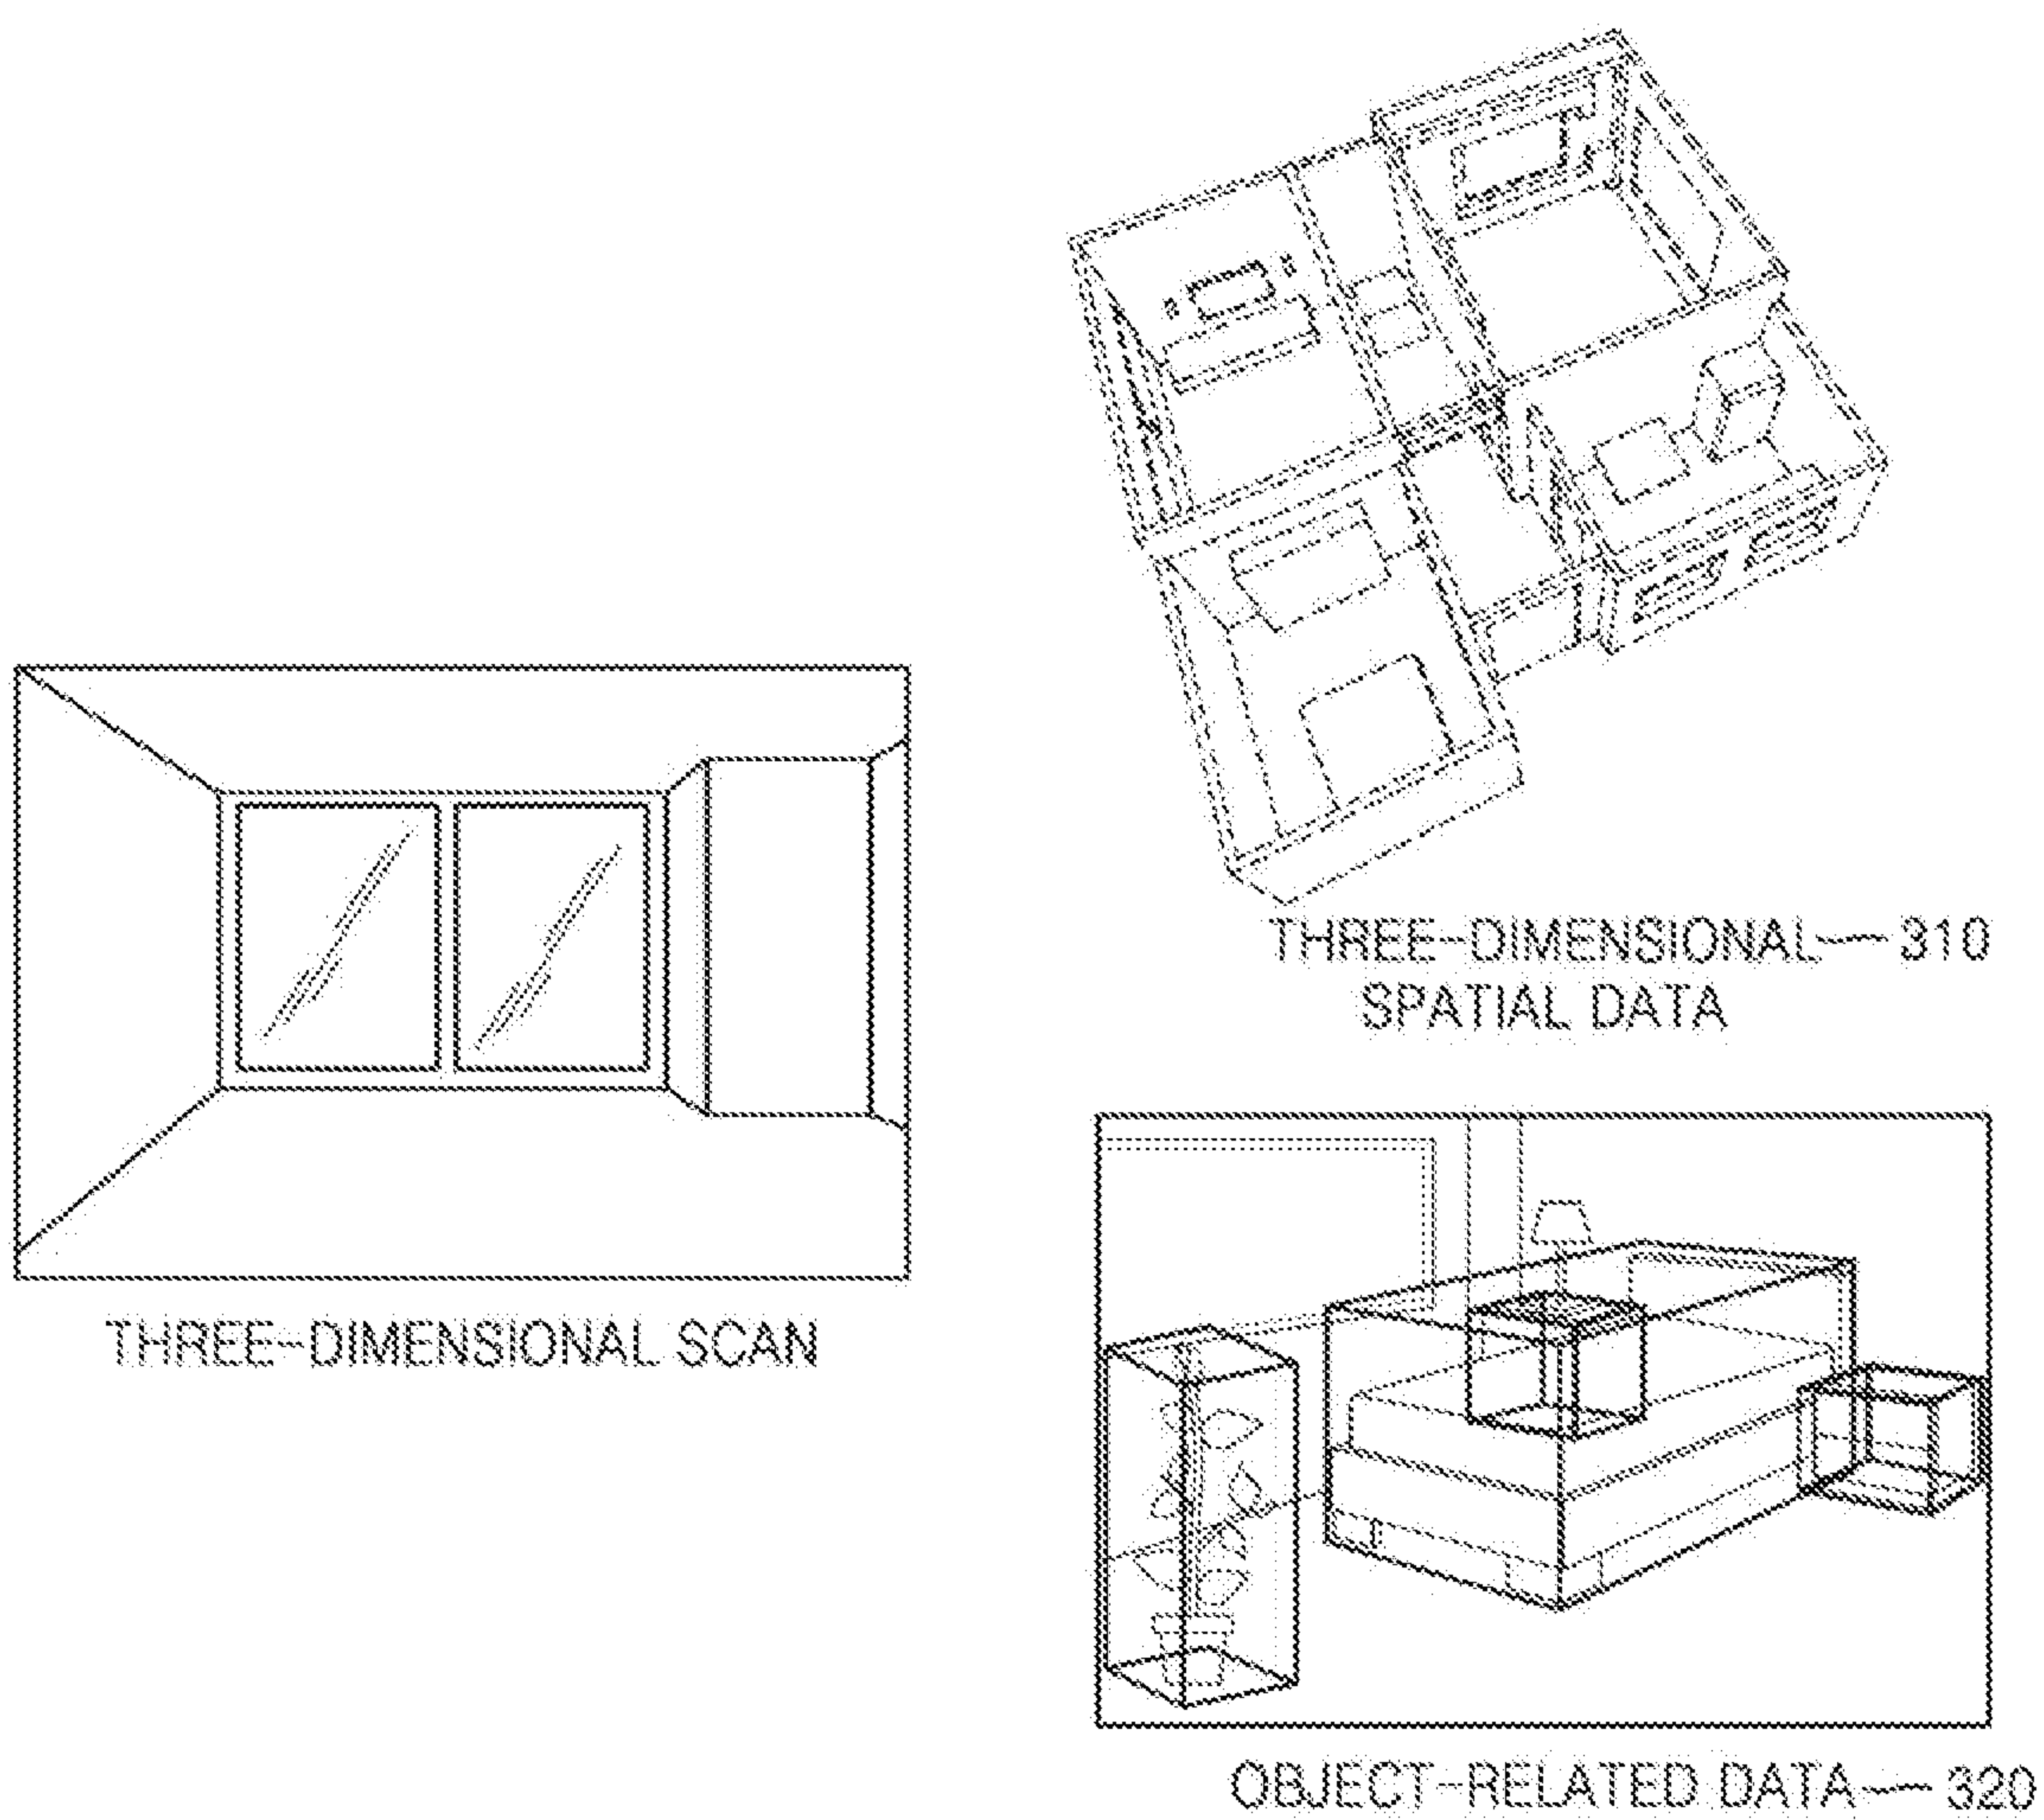 THREE-DIMENSIONAL — 310
SPATIAL DATA
THREE-DIMENSIONAL SCAN
OBJECT-RELATED DATA — 320